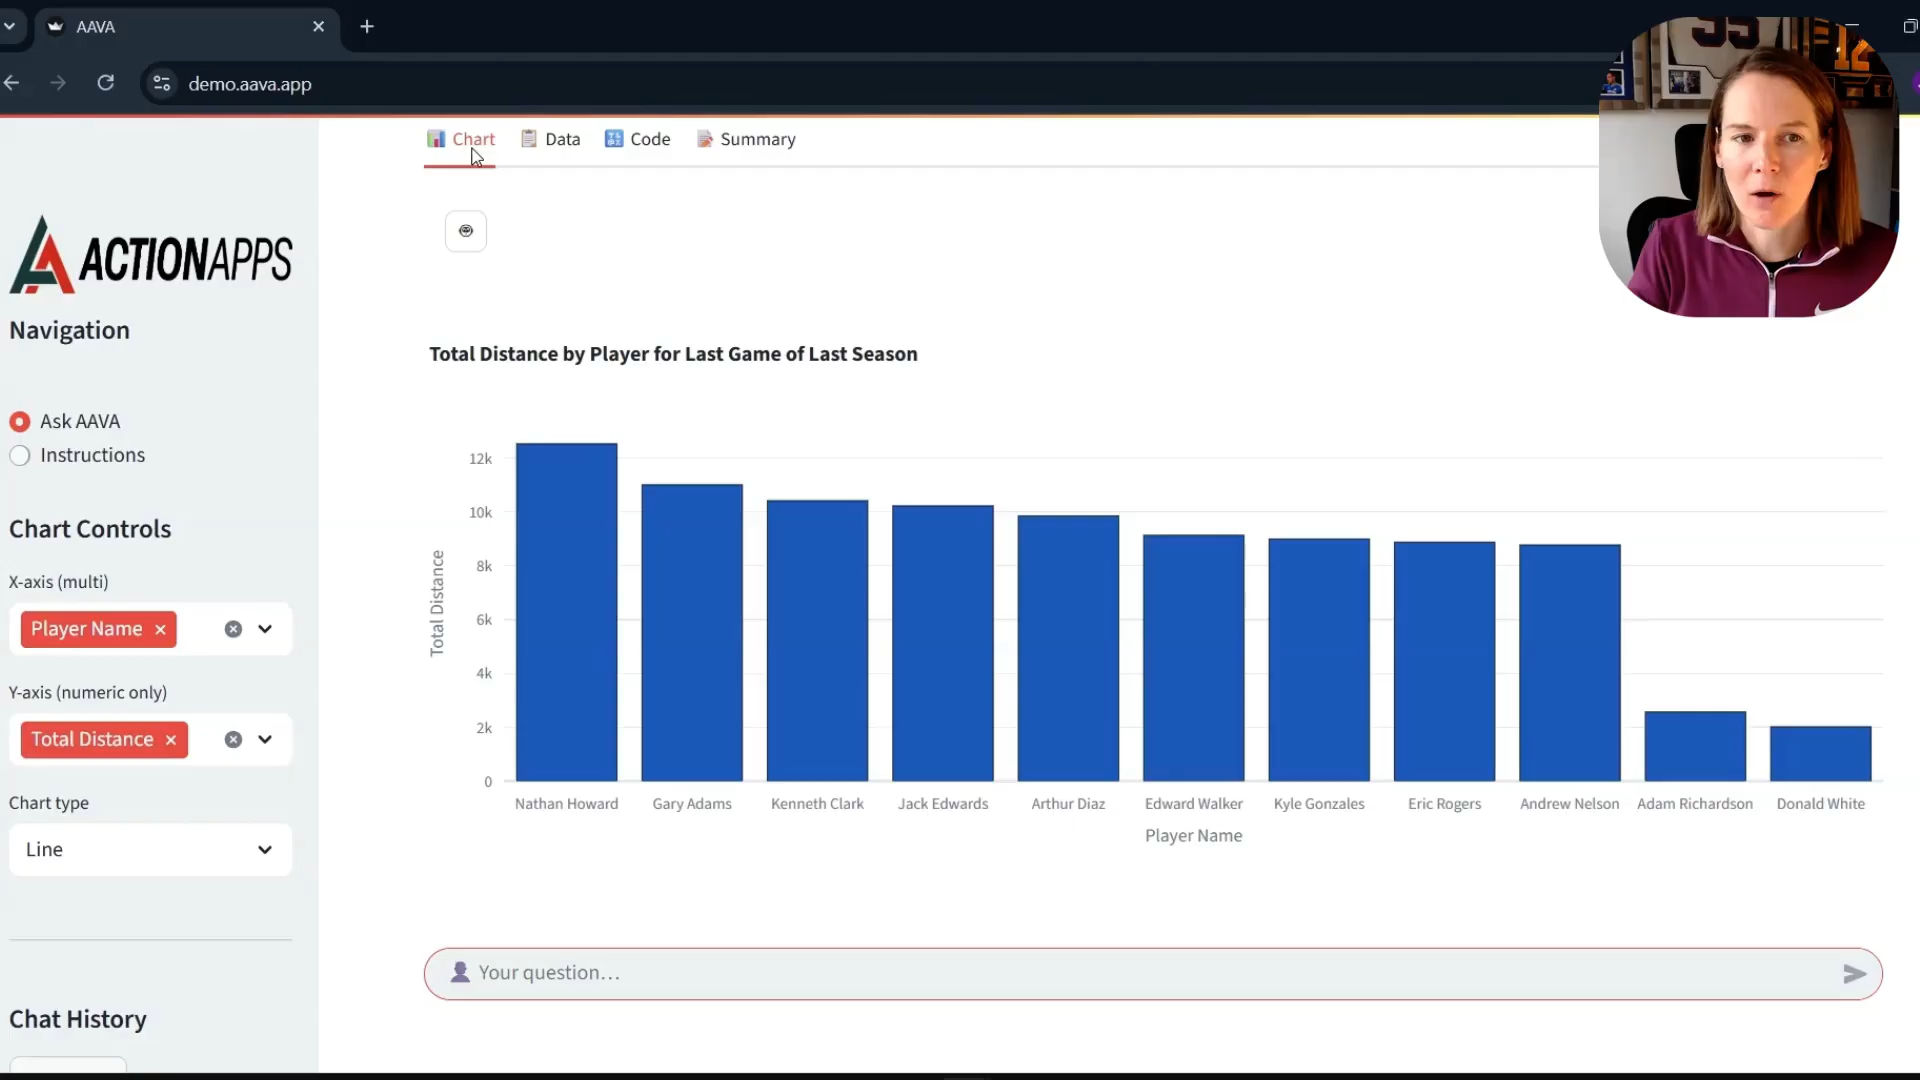 AAVA
demo.aava.app
Chart
Data
Code
Summary
ACTIONAPPS
Navigation
Ask AAVA
Instructions
Chart Controls
X-axis (multi)
Player Name
Y-axis (numeric only)
Total Distance
Chart type
Line
Chat History
Total Distance by Player for Last Game of Last Season
Total Distance
12k
10k
8k
6k
4k
2k
0
Nathan Howard Gary Adams Kenneth Clark Jack Edwards Arthur Diaz Edward Walker Kyle Gonzales Eric Rogers Andrew Nelson Adam Richardson Donald White
Player Name
Your question…
99
12